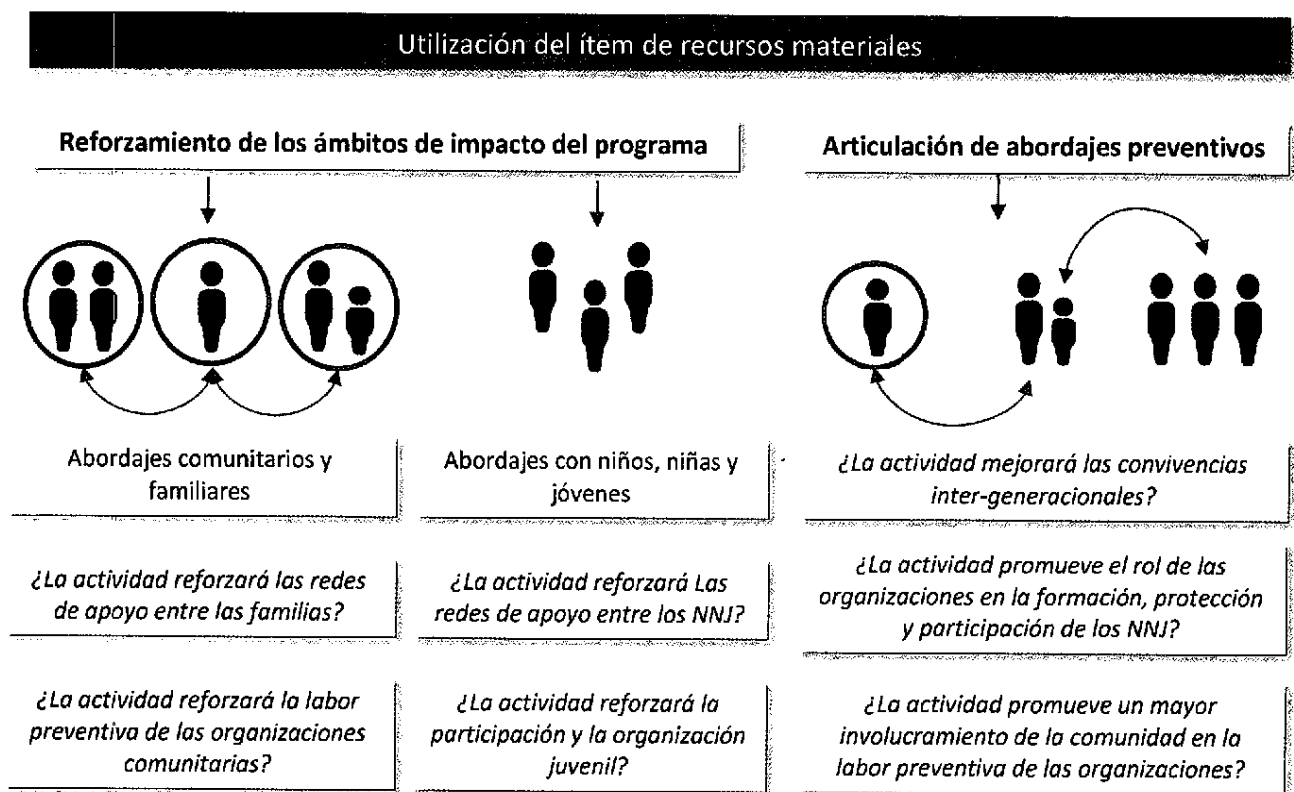 Utilización del ítem de recursos materiales
Reforzamiento de los ámbitos de impacto del programa
Articulación de abordajes preventivos
Abordajes comunitarios y
familiares
¿La actividad reforzará las redes
de apoyo entre las familias?
¿La actividad reforzará la labor
preventiva de las organizaciones
comunitarias?
Abordajes con niños, niñas y
jóvenes
¿La actividad reforzará Las
redes de apoyo entre los NNJ?
¿La actividad reforzará la
participación y la organización
juvenil?
¿La actividad mejorará las convivencias
inter-generacionales?
¿La actividad promueve el rol de las
organizaciones en la formación, protección
y participación de los NNJ?
¿La actividad promueve un mayor
involucramiento de la comunidad en la
labor preventiva de las organizaciones?